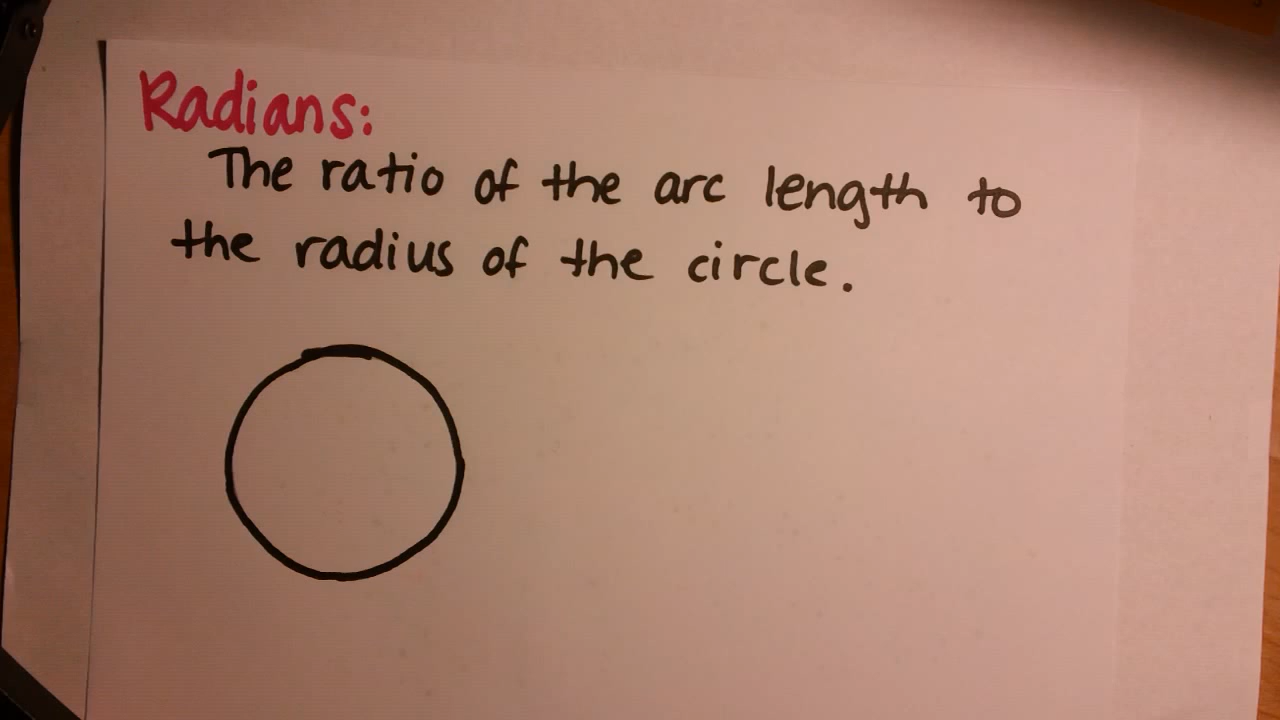 Radians:
The ratio of the arc length to
the radius of the circle.